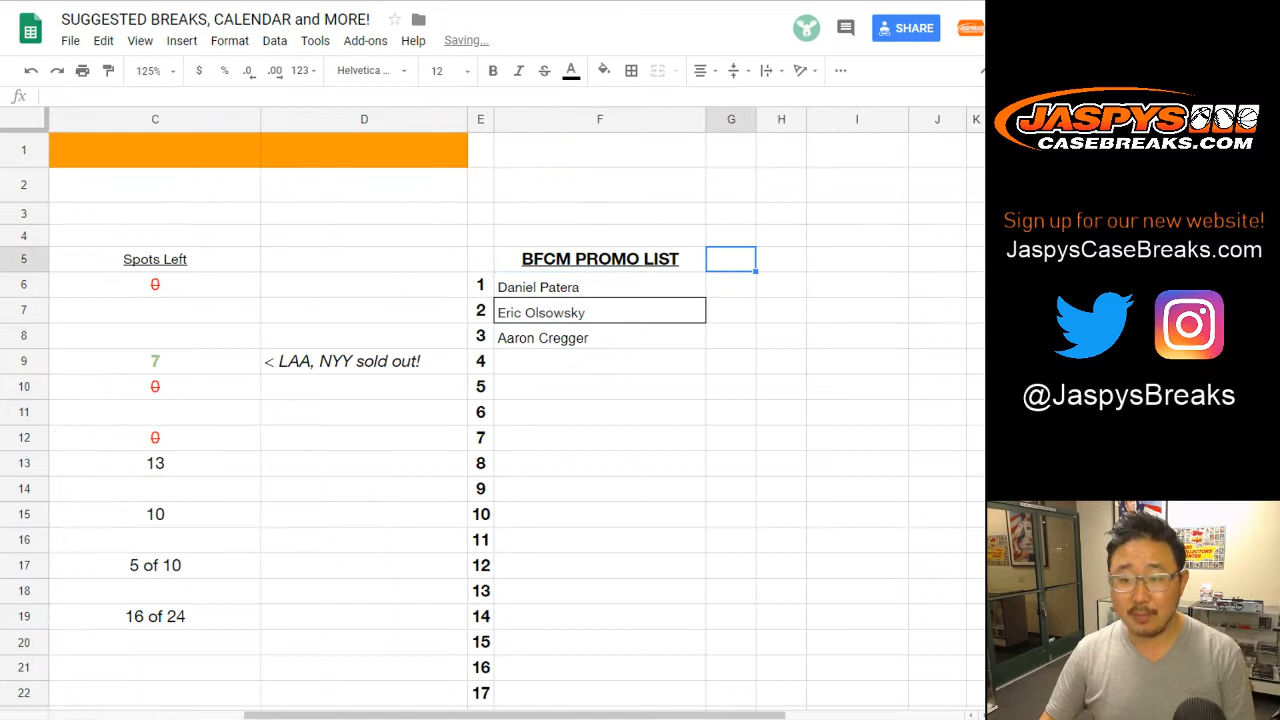 SUGGESTED BREAKS, CALENDAR and MORE!
File Edit View Insert Format Data Tools Add-ons Help Saving...
SHARE
125% $ % .0 .00 123 Helvetica ... 12 B I S A
fx
C D E F G H I J K
1
2
3
4
5 Spots Left BFCM PROMO LIST
6 0 1 Daniel Patera
7 2 Eric Olsowsky
8 3 Aaron Cregger
9 7 < LAA, NYY sold out! 4
10 0 5
11 6
12 0 7
13 13 8
14 9
15 10 10
16 11
17 5 of 10 12
18 13
19 16 of 24 14
20 15
21 16
22 17
JASPYS
CASEBREAKS.COM
Sign up for our new website!
JaspysCaseBreaks.com
@JaspysBreaks